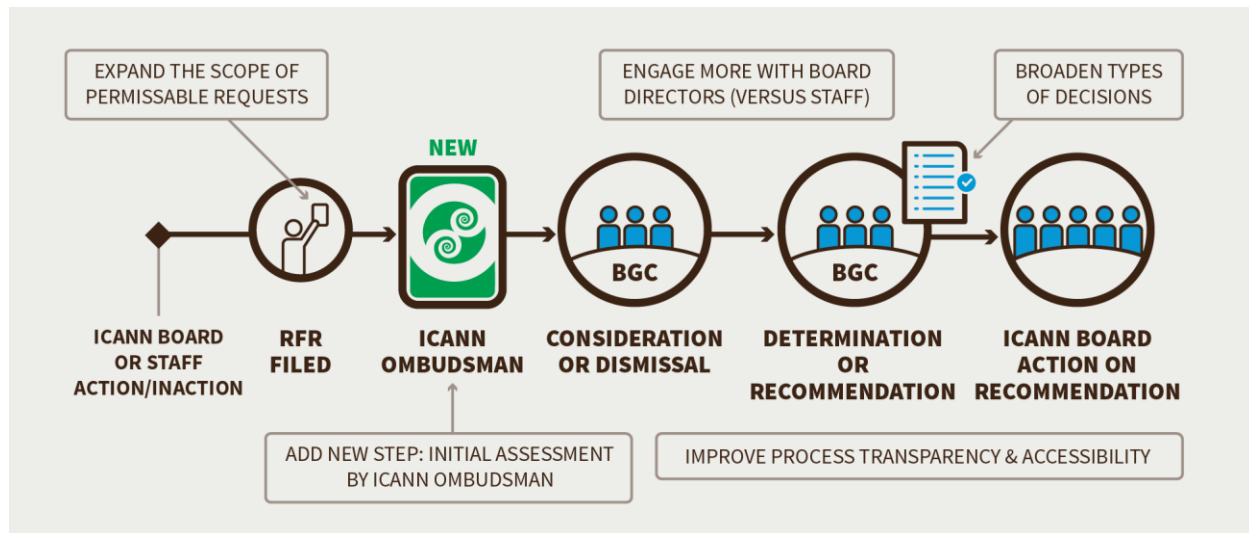 EXPAND THE SCOPE OF
PERMISSABLE REQUESTS
ENGAGE MORE WITH BOARD
DIRECTORS (VERSUS STAFF)
BROADEN TYPES
OF DECISIONS
NEW
BGC
BGC
ICANN BOARD
OR STAFF
ACTION/INACTION
RFR
FILED
ICANN
OMBUDSMAN
CONSIDERATION
OR DISMISSAL
DETERMINATION
OR
RECOMMENDATION
ICANN BOARD
ACTION ON
RECOMMENDATION
ADD NEW STEP: INITIAL ASSESSMENT
BY ICANN OMBUDSMAN
IMPROVE PROCESS TRANSPARENCY & ACCESSIBILITY